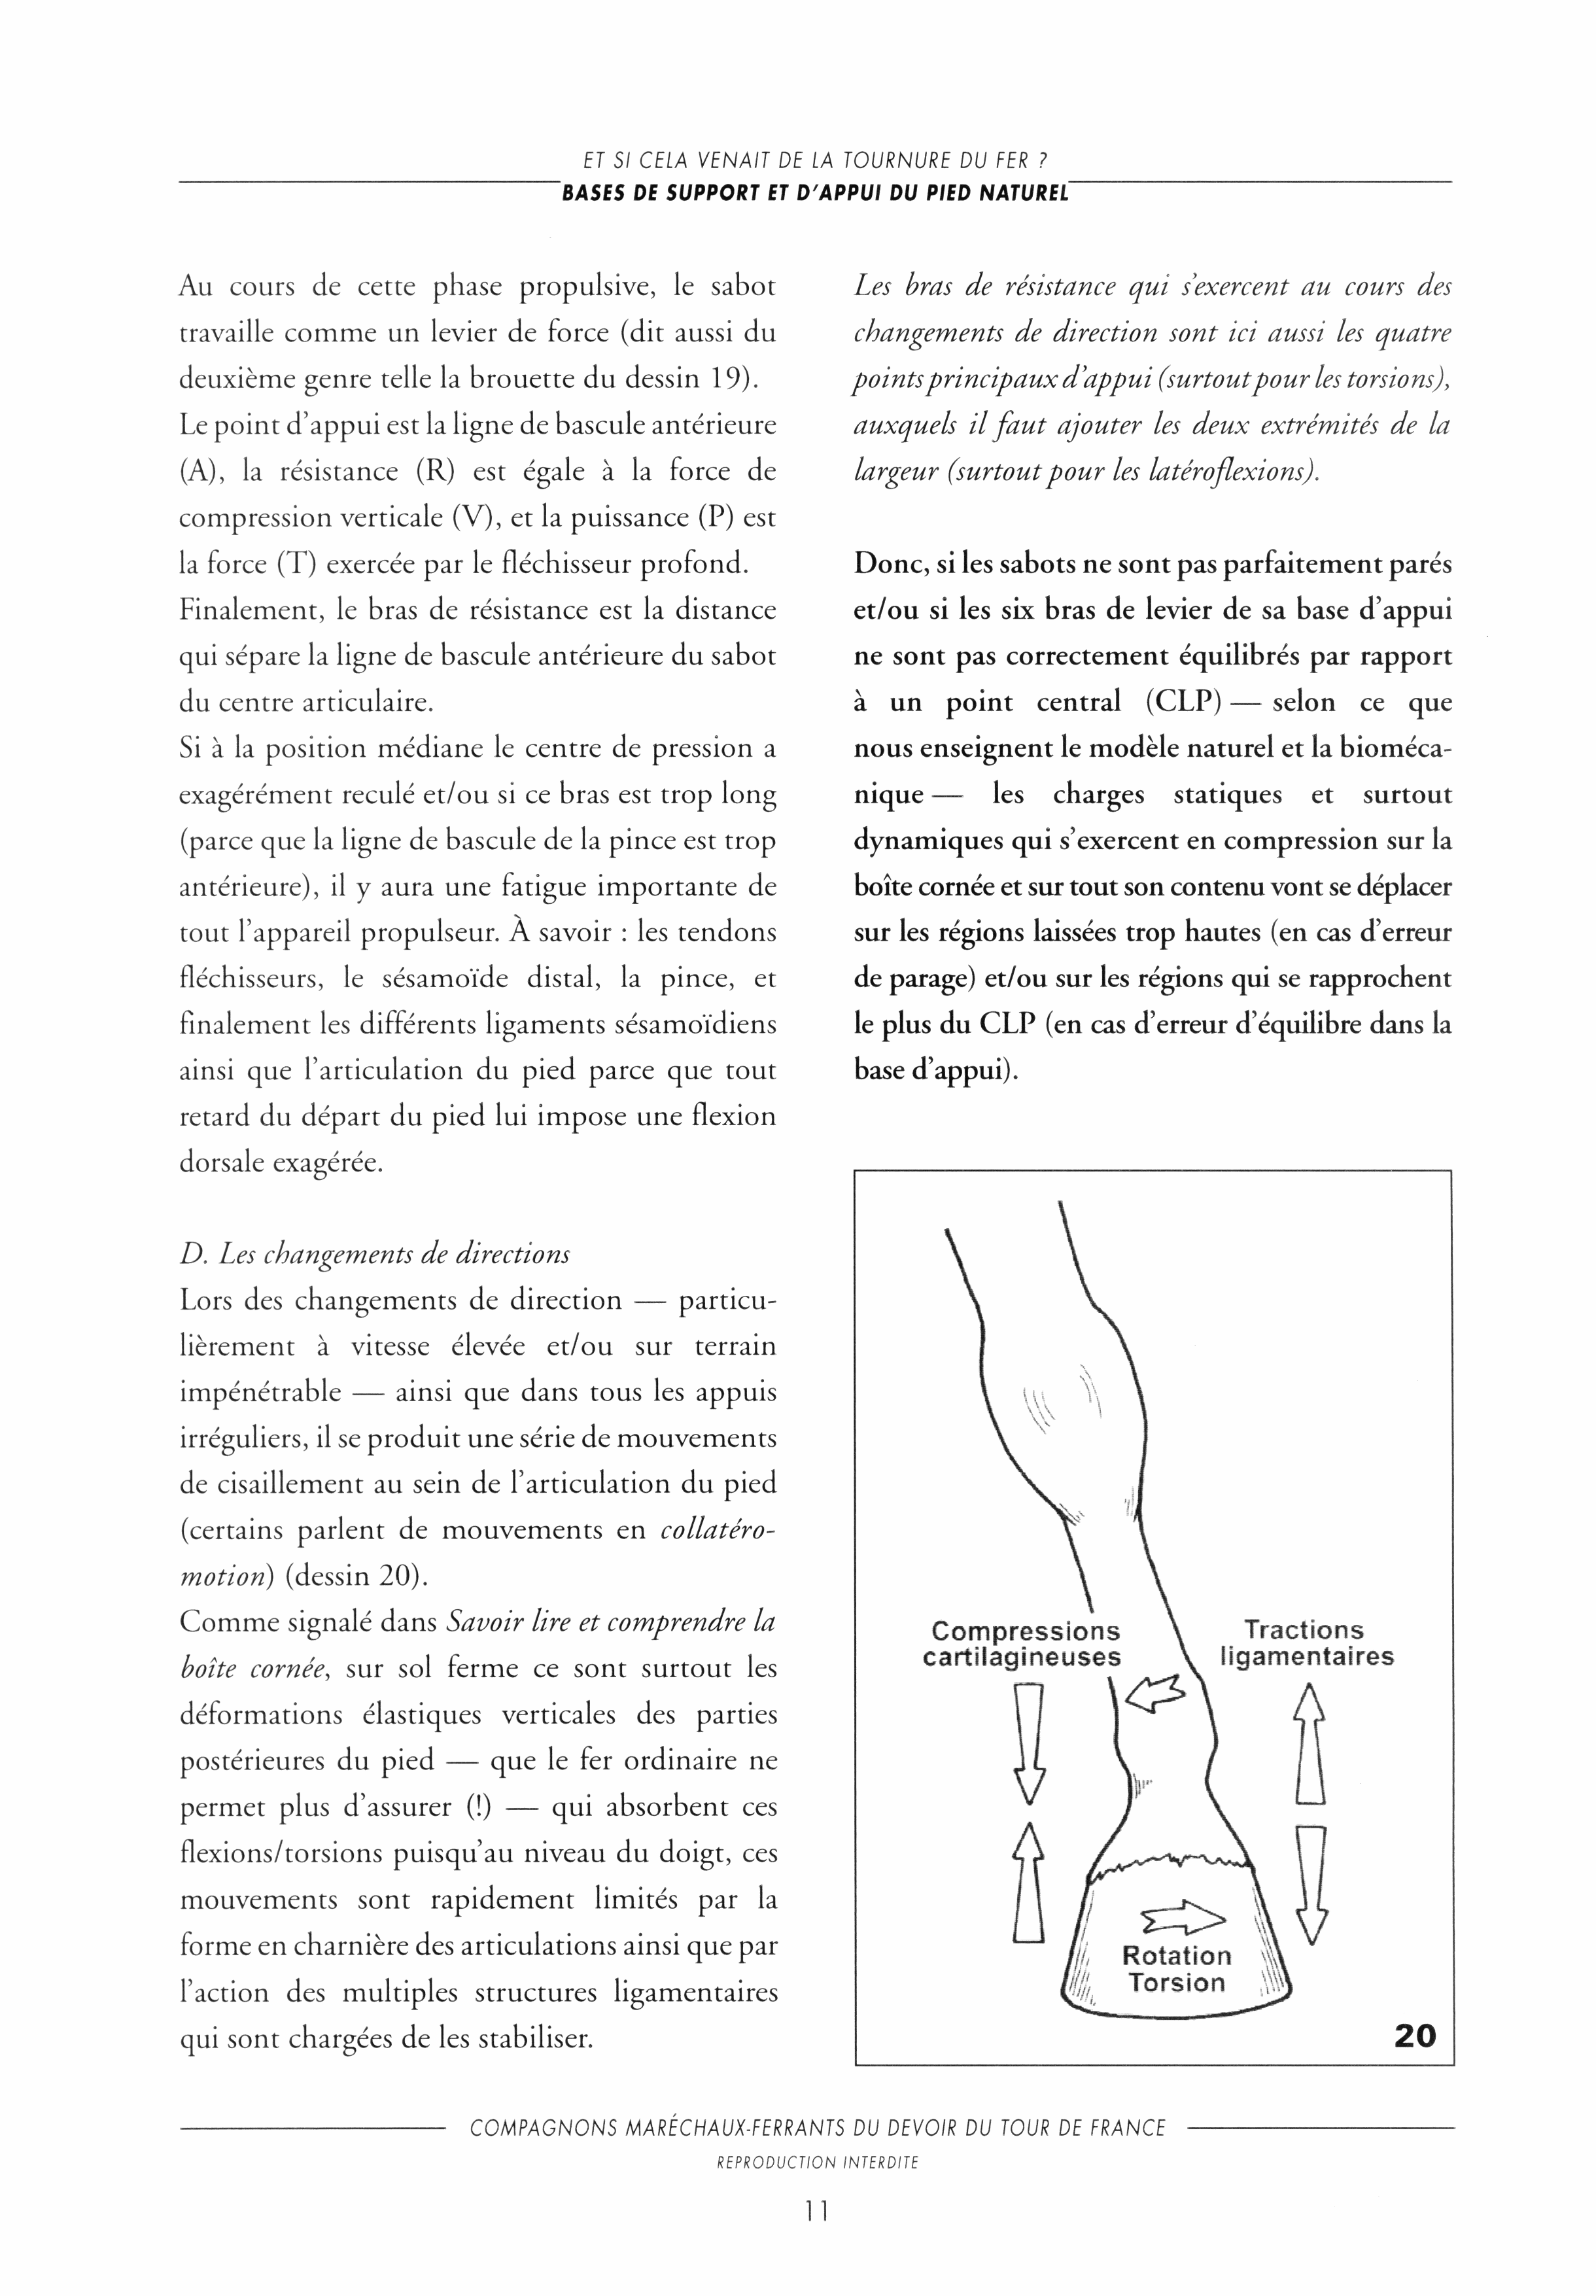 ET SI CELA VENAIT DE LA TOURNURE DU FER ?
BASES DE SUPPORT ET D'APPUI DU PIED NATUREL
Au cours de cette phase propulsive, le sabot
travaille comme un levier de force (dit aussi du
deuxième genre telle la brouette du dessin 19).
Le point d'appui est la ligne de bascule antérieure
(A), la résistance (R) est égale à la force de
compression verticale (V), et la puissance (P) est
la force (T) exercée par le fléchisseur profond.
Finalement, le bras de résistance est la distance
qui sépare la ligne de bascule antérieure du sabot
du centre articulaire.
Si à la position médiane le centre de pression a
exagérément reculé et/ou si ce bras est trop long
(parce que la ligne de bascule de la pince est trop
antérieure), il y aura une fatigue importante de
tout l'appareil propulseur. À savoir : les tendons
fléchisseurs, le sésamoïde distal, la pince, et
finalement les différents ligaments sésamoïdiens
ainsi que l'articulation du pied parce que tout
retard du départ du pied lui impose une flexion
dorsale exagérée.
D. Les changements de directions
Lors des changements de direction — particu-
lièrement à vitesse élevée et/ou sur terrain
impénétrable — ainsi que dans tous les appuis
irréguliers, il se produit une série de mouvements
de cisaillement au sein de l'articulation du pied
(certains parlent de mouvements en collatéro-
motion) (dessin 20).
Comme signalé dans Savoir lire et comprendre la
boîte cornée, sur sol ferme ce sont surtout les
déformations élastiques verticales des parties
postérieures du pied — que le fer ordinaire ne
permet plus d'assurer (!) — qui absorbent ces
flexions/torsions puisqu'au niveau du doigt, ces
mouvements sont rapidement limités par la
forme en charnière des articulations ainsi que par
l'action des multiples structures ligamentaires
qui sont chargées de les stabiliser.
Les bras de résistance qui s'exercent au cours des
changements de direction sont ici aussi les quatre
points principaux d'appui (surtout pour les torsions),
auxquels il faut ajouter les deux extrémités de la
largeur (surtout pour les latéroflexions).
Donc, si les sabots ne sont pas parfaitement parés
et/ou si les six bras de levier de sa base d'appui
ne sont pas correctement équilibrés par rapport
à un point central (CLP) — selon ce que
nous enseignent le modèle naturel et la bioméca-
nique — les charges statiques et surtout
dynamiques qui s'exercent en compression sur la
boîte cornée et sur tout son contenu vont se déplacer
sur les régions laissées trop hautes (en cas d'erreur
de parage) et/ou sur les régions qui se rapprochent
le plus du CLP (en cas d'erreur d'équilibre dans la
base d'appui).
Compressions
cartilagineuses
Tractions
ligamentaires
Rotation
Torsion
20
COMPAGNONS MARÉCHAUX-FERRANTS DU DEVOIR DU TOUR DE FRANCE
REPRODUCTION INTERDITE
11